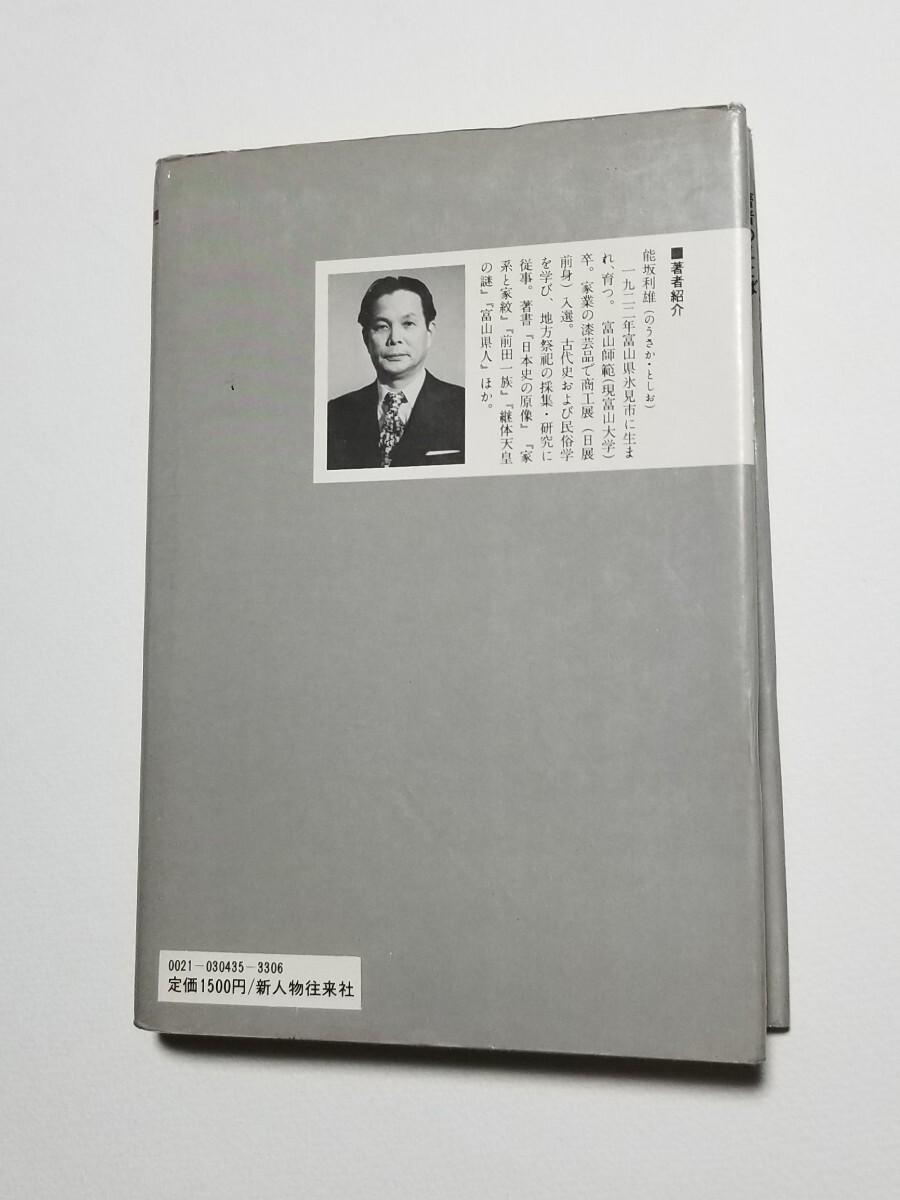 ■著者紹介
能坂利雄(のうさか・としお)
一九二二年富山県氷見市に生ま
れ、育つ。富山師範(現富山大学)
卒。家業の漆芸品で商工展(日展
前身)入選。古代史および民俗学
を学び、地方祭祀の採集・研究に
従事。著書『日本史の原像』『家
系と家紋』『前田一族』『継体天皇
の謎』『富山県人』ほか。
0021-030435-3306
定価1500円/新人物往来社